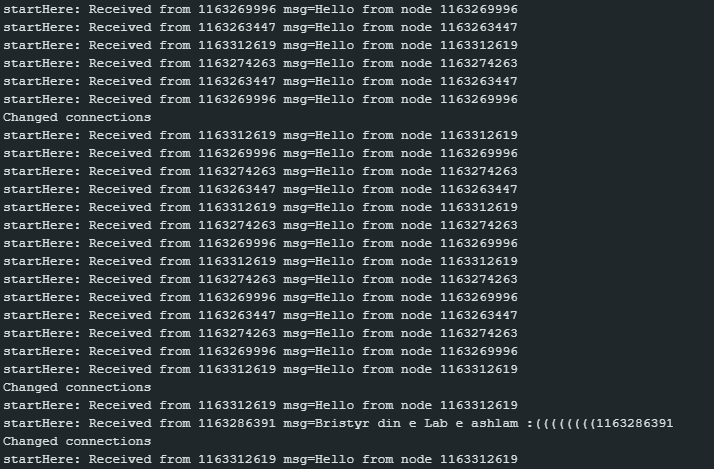 startHere: Received from 1163269996 msg=Hello from node 1163269996
startHere: Received from 1163263447 msg=Hello from node 1163263447
startHere: Received from 1163312619 msg=Hello from node 1163312619
startHere: Received from 1163274263 msg=Hello from node 1163274263
startHere: Received from 1163263447 msg=Hello from node 1163263447
startHere: Received from 1163269996 msg=Hello from node 1163269996
Changed connections
startHere: Received from 1163312619 msg=Hello from node 1163312619
startHere: Received from 1163269996 msg=Hello from node 1163269996
startHere: Received from 1163274263 msg=Hello from node 1163274263
startHere: Received from 1163263447 msg=Hello from node 1163263447
startHere: Received from 1163312619 msg=Hello from node 1163312619
startHere: Received from 1163274263 msg=Hello from node 1163274263
startHere: Received from 1163269996 msg=Hello from node 1163269996
startHere: Received from 1163312619 msg=Hello from node 1163312619
startHere: Received from 1163274263 msg=Hello from node 1163274263
startHere: Received from 1163269996 msg=Hello from node 1163269996
startHere: Received from 1163263447 msg=Hello from node 1163263447
startHere: Received from 1163274263 msg=Hello from node 1163274263
startHere: Received from 1163269996 msg=Hello from node 1163269996
startHere: Received from 1163312619 msg=Hello from node 1163312619
Changed connections
startHere: Received from 1163312619 msg=Hello from node 1163312619
startHere: Received from 1163286391 msg=Bristyr din e Lab e ashlam :((((((((1163286391
Changed connections
startHere: Received from 1163312619 msg=Hello from node 1163312619